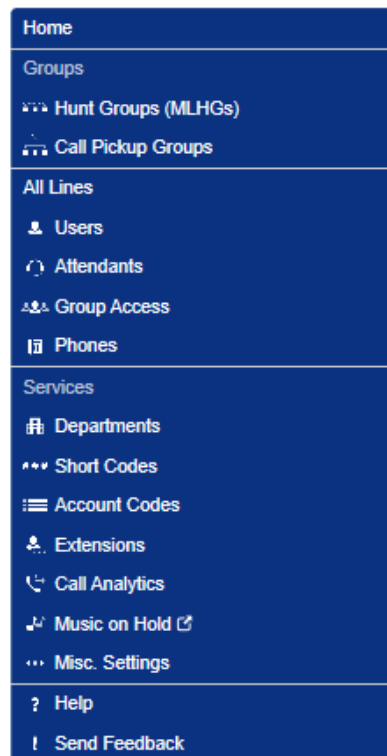 Home
Groups
Hunt Groups (MLHGs)
Call Pickup Groups
All Lines
Users
Attendants
Group Access
Phones
Services
Departments
Short Codes
Account Codes
Extensions
Call Analytics
Music on Hold
Misc. Settings
? Help
! Send Feedback